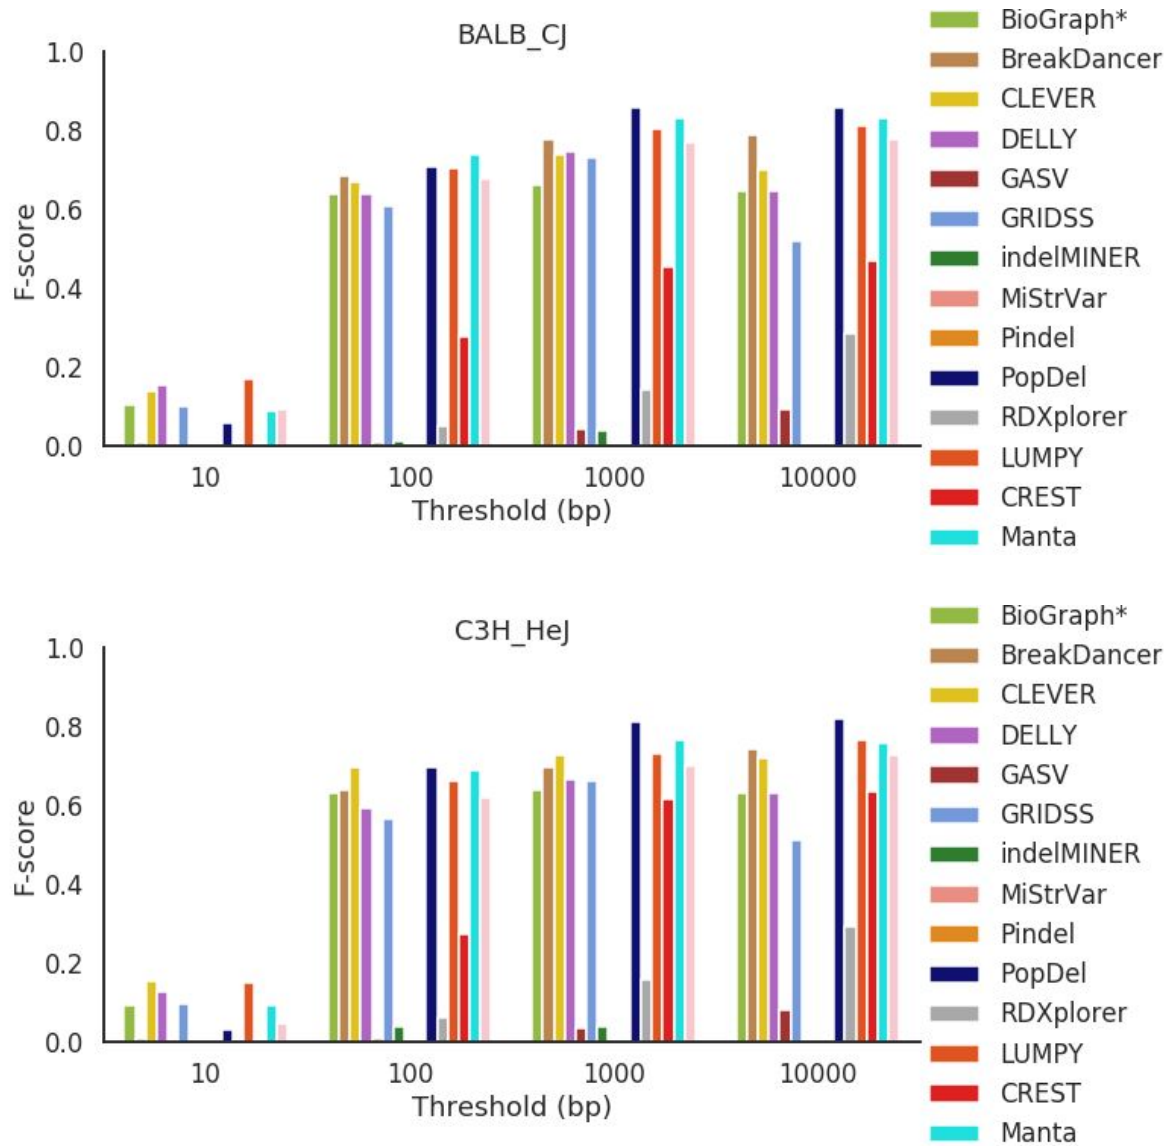 BALB_CJ
F-score
1.0
0.8
0.6
0.4
0.2
0.0
10 100 1000 10000
Threshold (bp)
BioGraph*
BreakDancer
CLEVER
DELLY
GASV
GRIDSS
indelMINER
MiStrVar
Pindel
PopDel
RDXplorer
LUMPY
CREST
Manta
C3H_HeJ
F-score
1.0
0.8
0.6
0.4
0.2
0.0
10 100 1000 10000
Threshold (bp)
BioGraph*
BreakDancer
CLEVER
DELLY
GASV
GRIDSS
indelMINER
MiStrVar
Pindel
PopDel
RDXplorer
LUMPY
CREST
Manta